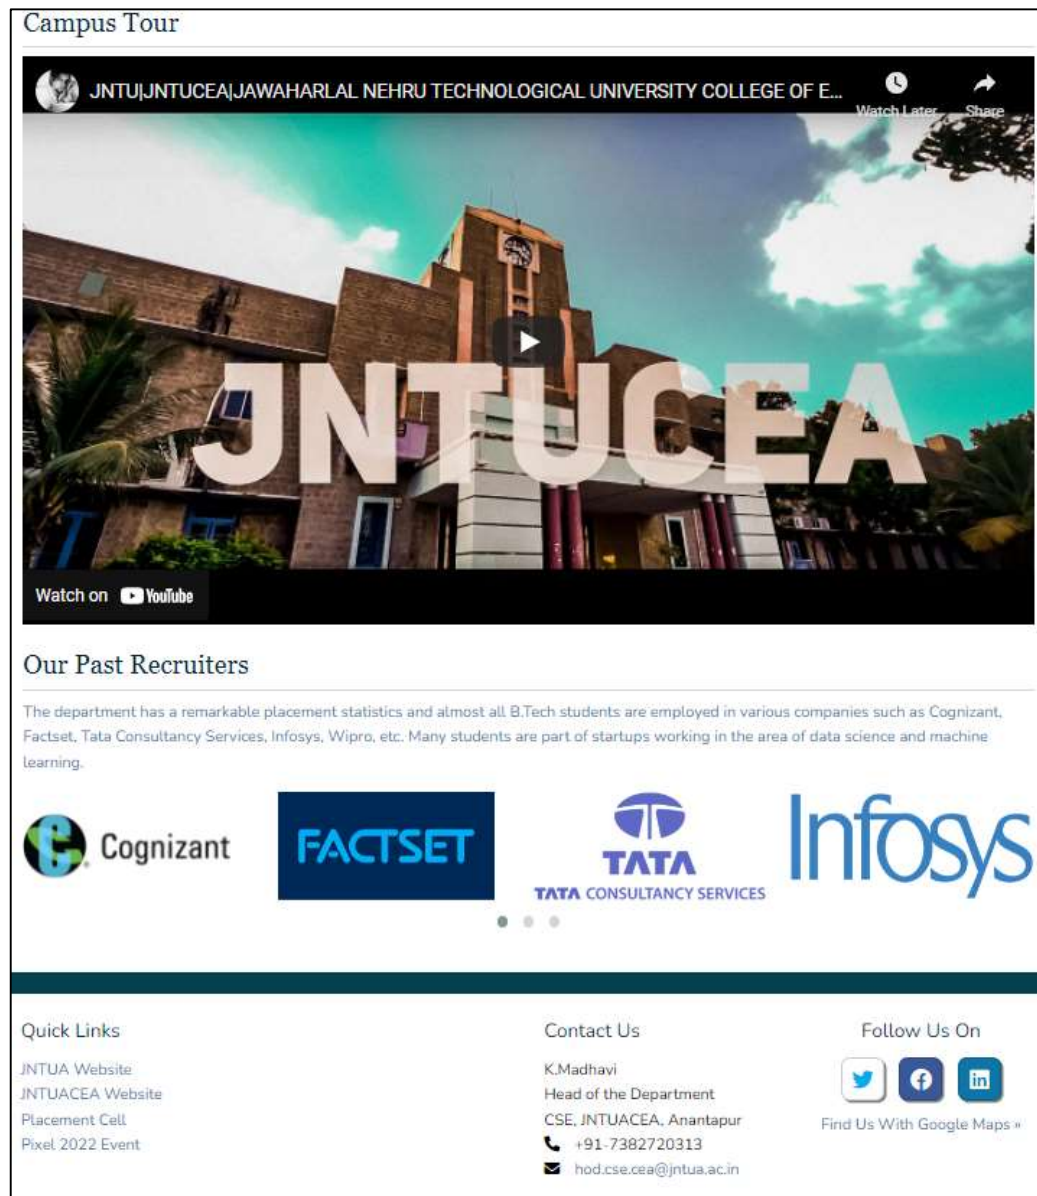 Campus Tour
JNTU|JNTUCEA|JAWAHARLAL NEHRU TECHNOLOGICAL UNIVERSITY COLLEGE OF E...
Watch Later
Share
JNTUCEA
Watch on YouTube
Our Past Recruiters
The department has a remarkable placement statistics and almost all B.Tech students are employed in various companies such as Cognizant,
Factset, Tata Consultancy Services, Infosys, Wipro, etc. Many students are part of startups working in the area of data science and machine
learning.
Cognizant
FACTSET
TATA
TATA CONSULTANCY SERVICES
Infosys
Quick Links
JNTUA Website
JNTUACEA Website
Placement Cell
Pixel 2022 Event
Contact Us
K.Madhavi
Head of the Department
CSE, JNTUACEA, Anantapur
+91-7382720313
hod.cse.cea@jntua.ac.in
Follow Us On
Find Us With Google Maps »